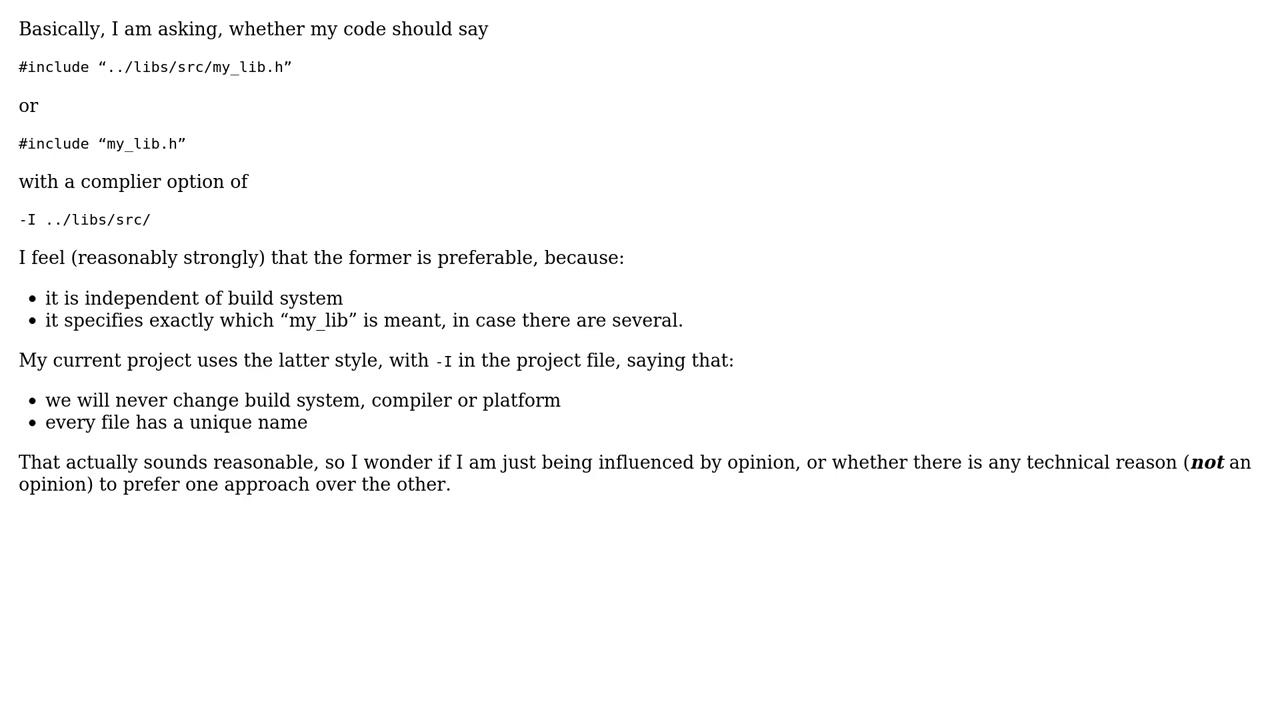 Basically, I am asking, whether my code should say
#include “../libs/src/my_lib.h”
or
#include “my_lib.h”
with a complier option of
-I ../libs/src/
I feel (reasonably strongly) that the former is preferable, because:
• it is independent of build system
• it specifies exactly which “my_lib” is meant, in case there are several.
My current project uses the latter style, with -I in the project file, saying that:
• we will never change build system, compiler or platform
• every file has a unique name
That actually sounds reasonable, so I wonder if I am just being influenced by opinion, or whether there is any technical reason (not an
opinion) to prefer one approach over the other.